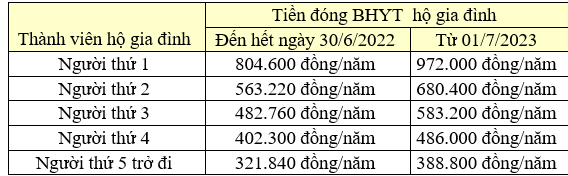 Thành viên hộ gia đình
Tiền đóng BHYT hộ gia đình
Đến hết ngày 30/6/2022
Từ 01/7/2023
Người thứ 1 804.600 đồng/năm 972.000 đồng/năm
Người thứ 2 563.220 đồng/năm 680.400 đồng/năm
Người thứ 3 482.760 đồng/năm 583.200 đồng/năm
Người thứ 4 402.300 đồng/năm 486.000 đồng/năm
Người thứ 5 trở đi 321.840 đồng/năm 388.800 đồng/năm